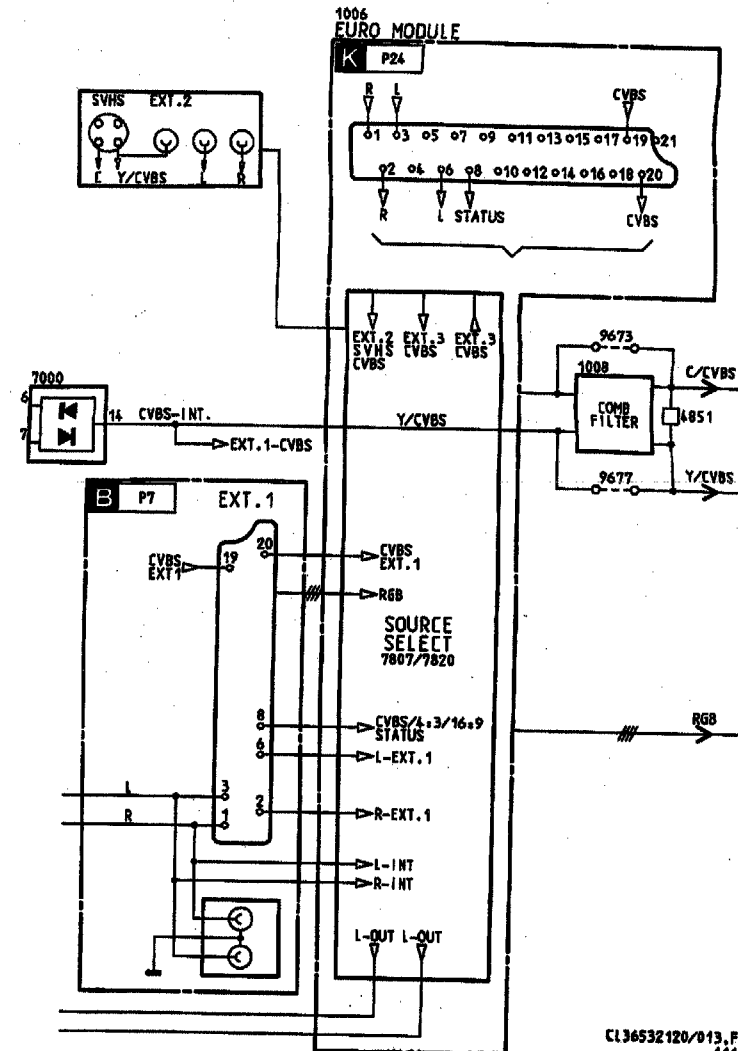 1006
EURO MODULE
K P24
SVHS EXT.2
C Y/CVBS L R
R L CVBS
1 3 5 7 9 11 13 15 17 19 21
2 4 6 8 10 12 14 16 18 20
R L STATUS CVBS
EXT.2 SVHS CVBS
EXT.3 CVBS
EXT.3 CVBS
9673
1008
COMB FILTER
C/CVBS
4851
9677
Y/CVBS
7000
6
7
14 CVBS-INT.
EXT.1-CVBS
Y/CVBS
B P7 EXT.1
CVBS EXT1
19
20
CVBS EXT.1
RGB
SOURCE
SELECT
7807/7820
8
CVBS/4:3/16:9
STATUS
6
L-EXT.1
RGB
L
3
2
R-EXT.1
R
1
L-INT
R-INT
L-OUT L-OUT
CL36532120/013.F